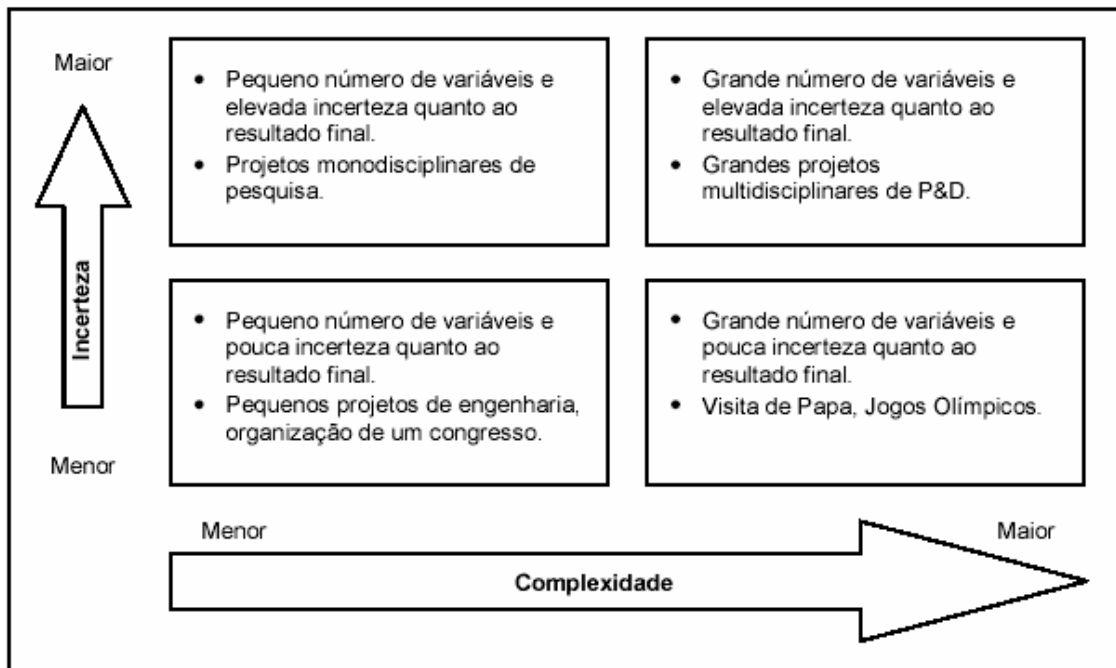 Maior
• Pequeno número de variáveis e
elevada incerteza quanto ao
resultado final.
• Projetos monodisciplinares de
pesquisa.
• Grande número de variáveis e
elevada incerteza quanto ao
resultado final.
• Grandes projetos
multidisciplinares de P&D.
Incerteza
• Pequeno número de variáveis e
pouca incerteza quanto ao
resultado final.
• Pequenos projetos de engenharia,
organização de um congresso.
• Grande número de variáveis e
pouca incerteza quanto ao
resultado final.
• Visita de Papa, Jogos Olímpicos.
Menor
Menor
Maior
Complexidade